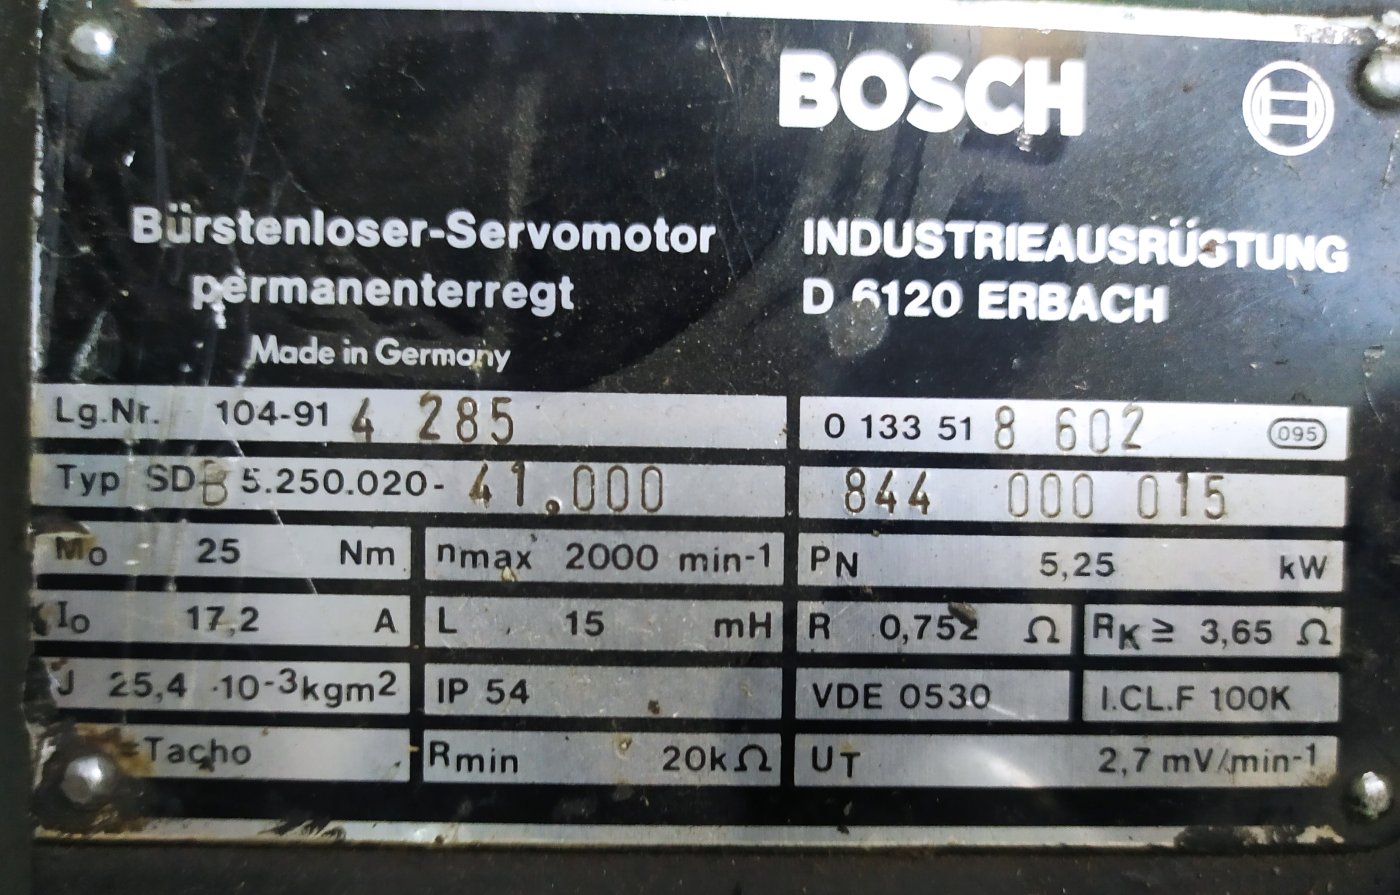 BOSCH
Bürstenloser-Servomotor
permanenterregt
Made in Germany
INDUSTRIEAUSRÜSTUNG
D 6120 ERBACH
Lg.Nr. 104-91 4 285 0 133 51 8 602 095
Typ SDB 5.250.020- 41.000 844 000 015
Mo 25 Nm nmax 2000 min-1 PN 5,25 kW
Io 17,2 A L 15 mH R 0,752 Ω RK ≥ 3,65 Ω
J 25,4 ·10-3kgm2 IP 54 VDE 0530 I.CL.F 100K
=Tacho Rmin 20kΩ UT 2,7 mV/min-1